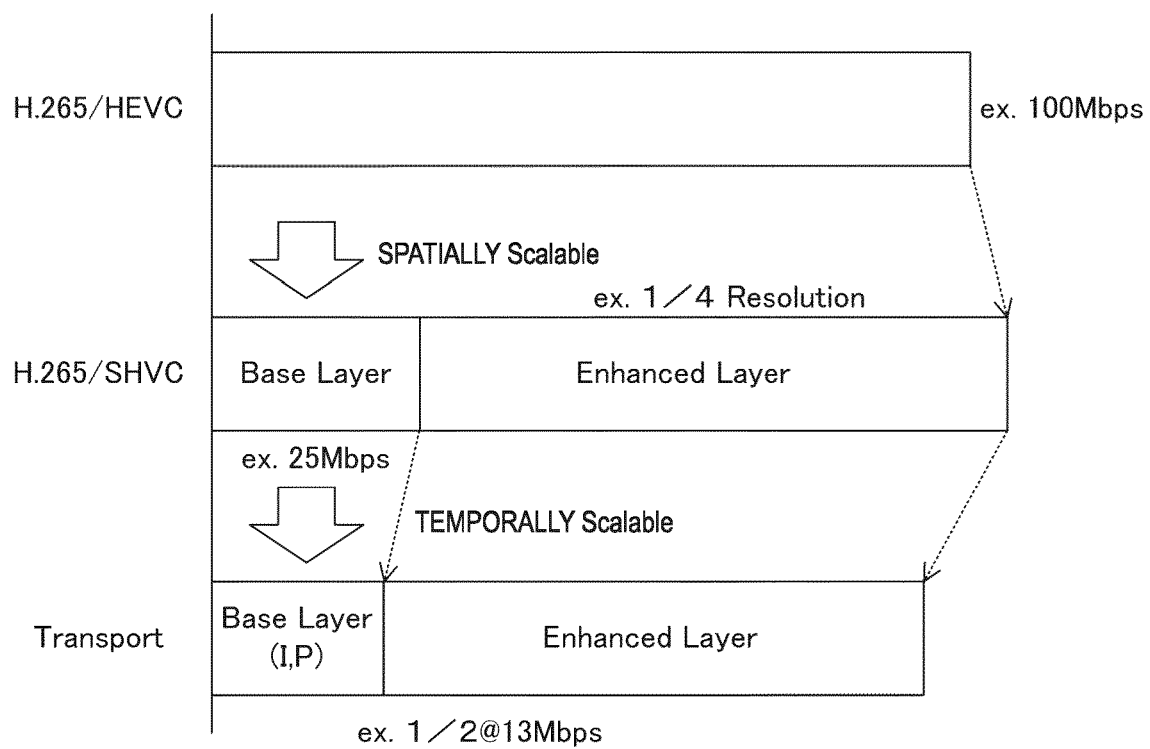 H.265/HEVC
ex. 100Mbps
SPATIALLY Scalable
ex. 1/4 Resolution
H.265/SHVC
Base Layer
Enhanced Layer
ex. 25Mbps
TEMPORALLY Scalable
Transport
Base Layer
(I,P)
Enhanced Layer
ex. 1/2@13Mbps